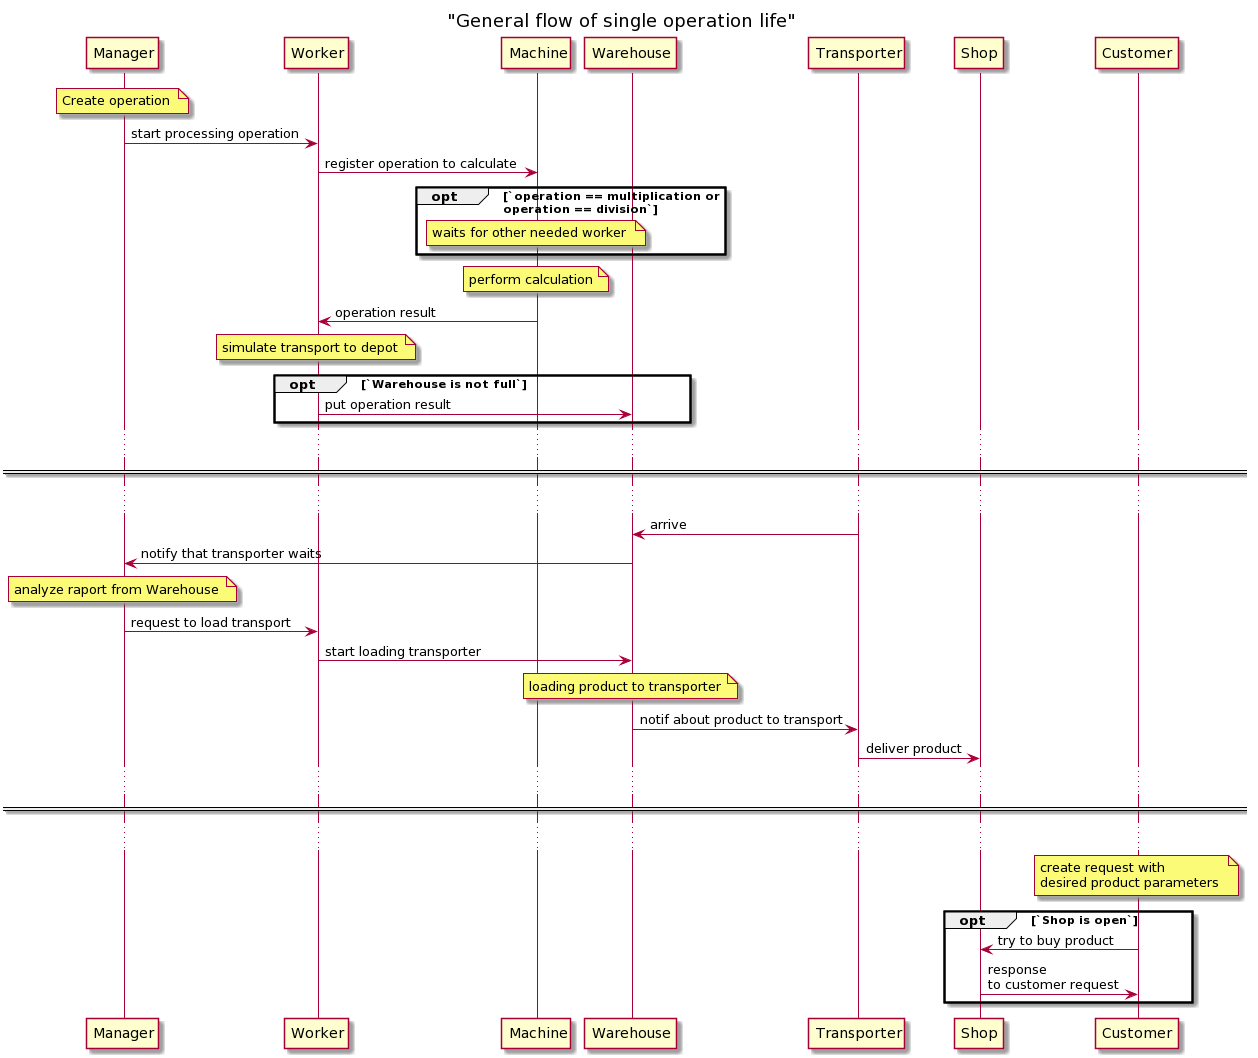 "General flow of single operation life"
Manager Worker Machine Warehouse Transporter Shop Customer
Create operation
start processing operation
register operation to calculate
opt [`operation == multiplication or
operation == division`]
waits for other needed worker
perform calculation
operation result
simulate transport to depot
opt [`Warehouse is not full`]
put operation result
arrive
notify that transporter waits
analyze raport from Warehouse
request to load transport
start loading transporter
loading product to transporter
notif about product to transport
deliver product
create request with
desired product parameters
opt [`Shop is open`]
try to buy product
response
to customer request
Manager Worker Machine Warehouse Transporter Shop Customer